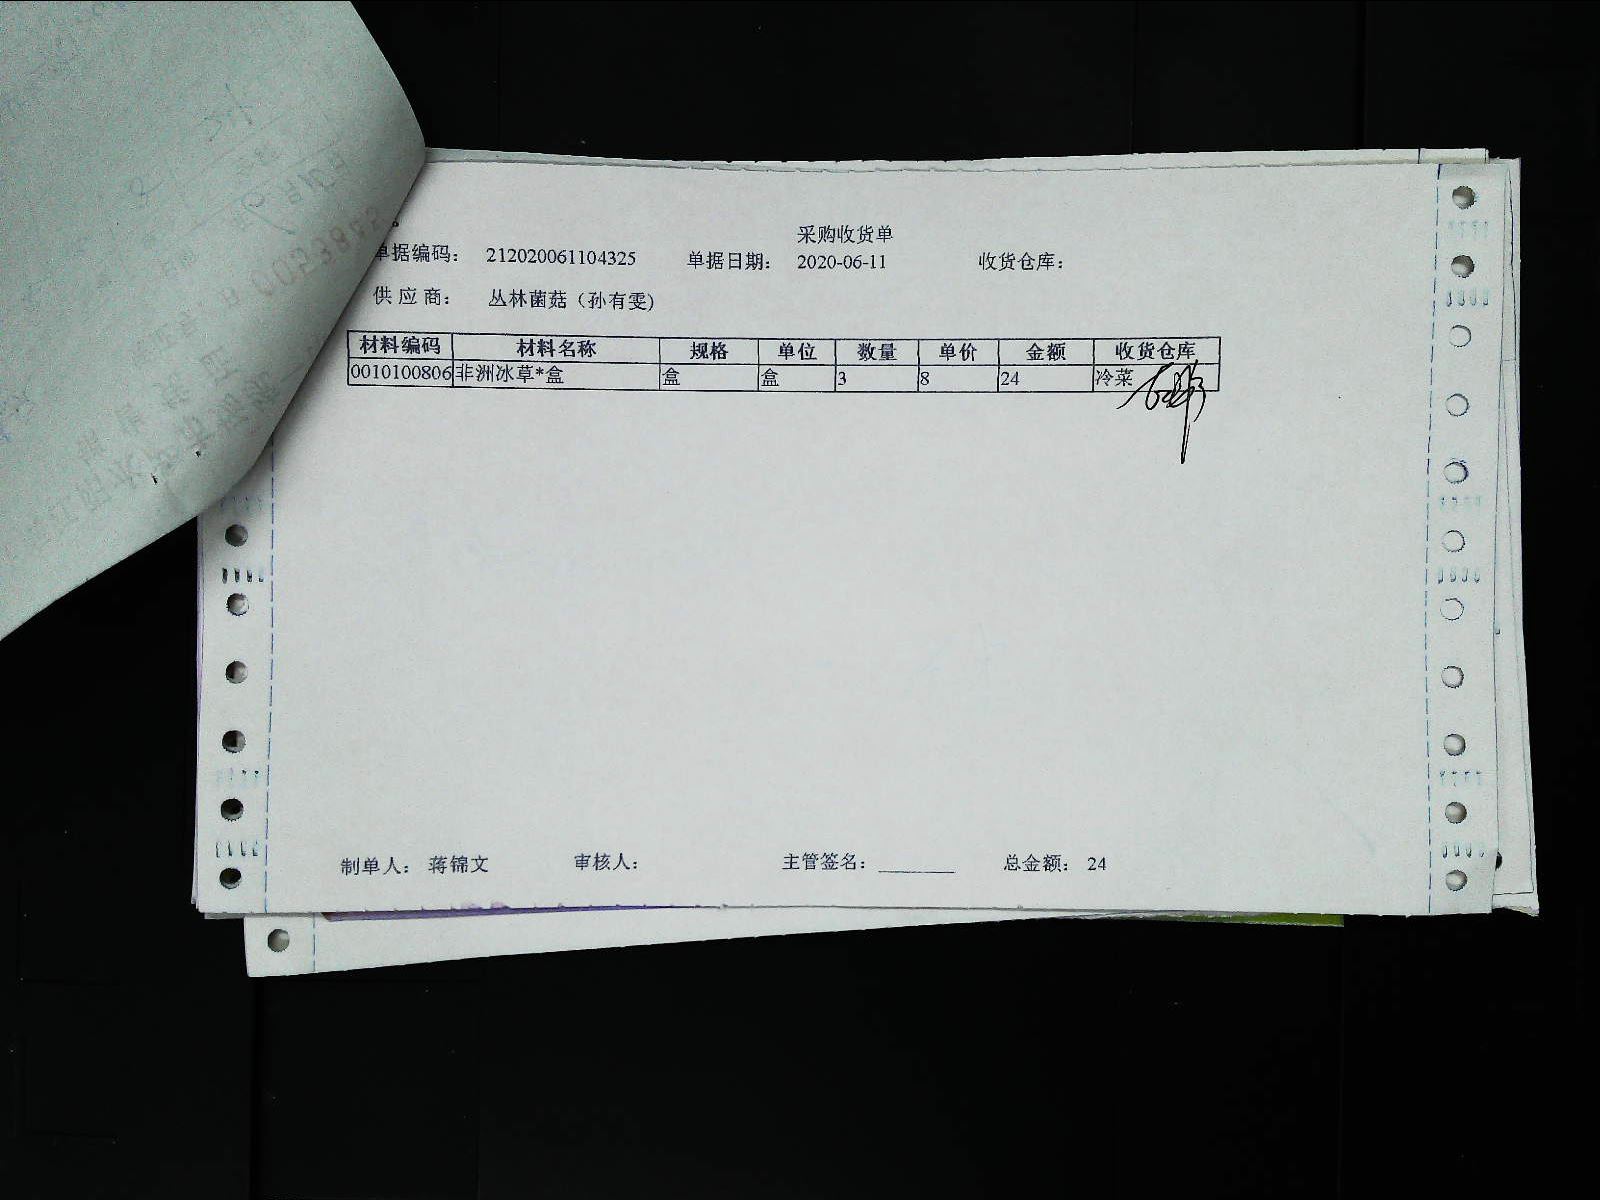 采购收货单
单据编码： 212020061104325 单据日期： 2020-06-11 收货仓库：
供 应 商： 丛林菌菇（孙有雯)
材料编码 材料名称 规格 单位 数量 单价 金额 收货仓库
0010100806 非洲冰草*盒 盒 盒 3 8 24 冷菜
制单人： 蒋锦文 审核人： 主管签名：________ 总金额： 24